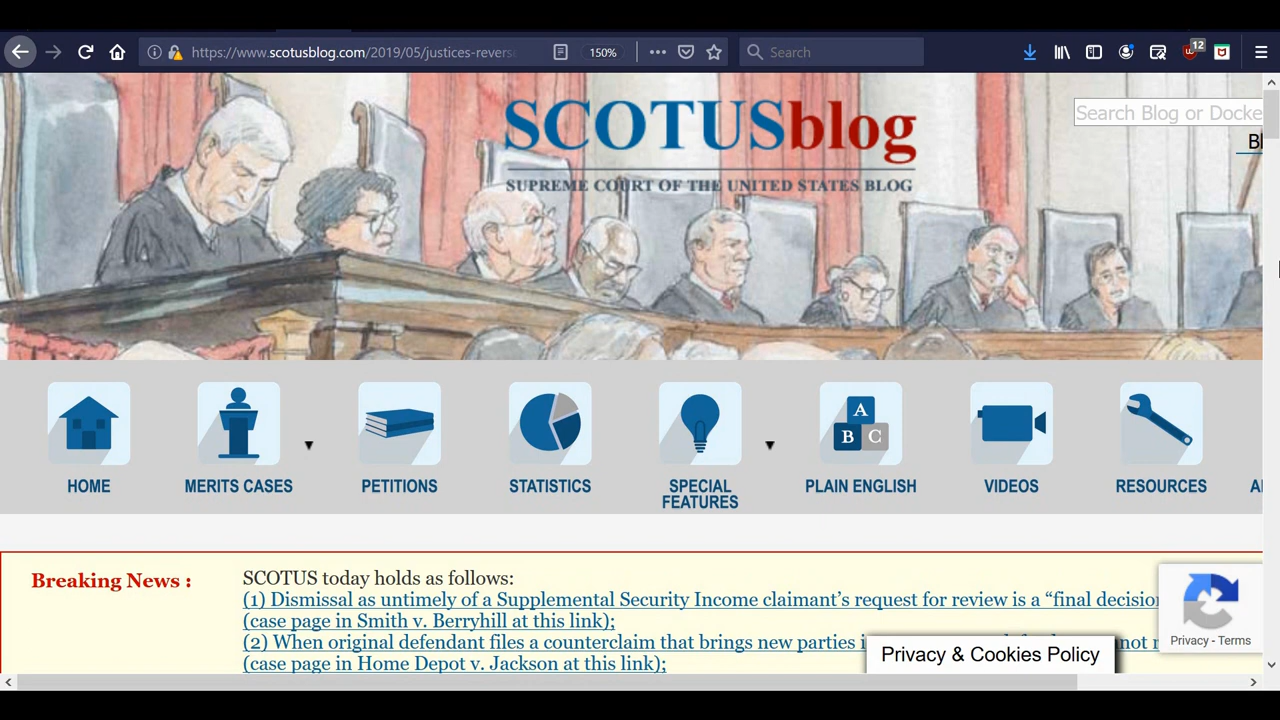 https://www.scotusblog.com/2019/05/justices-revers
150%
Search
12
SCOTUSblog
SUPREME COURT OF THE UNITED STATES BLOG
Search Blog or Docke
Bl
A
B C
HOME
MERITS CASES
PETITIONS
STATISTICS
SPECIAL
FEATURES
PLAIN ENGLISH
VIDEOS
RESOURCES
Breaking News :
SCOTUS today holds as follows:
(1) Dismissal as untimely of a Supplemental Security Income claimant’s request for review is a “final decision
(case page in Smith v. Berryhill at this link);
(2) When original defendant files a counterclaim that brings new parties
(case page in Home Depot v. Jackson at this link);
Privacy - Terms
Privacy & Cookies Policy